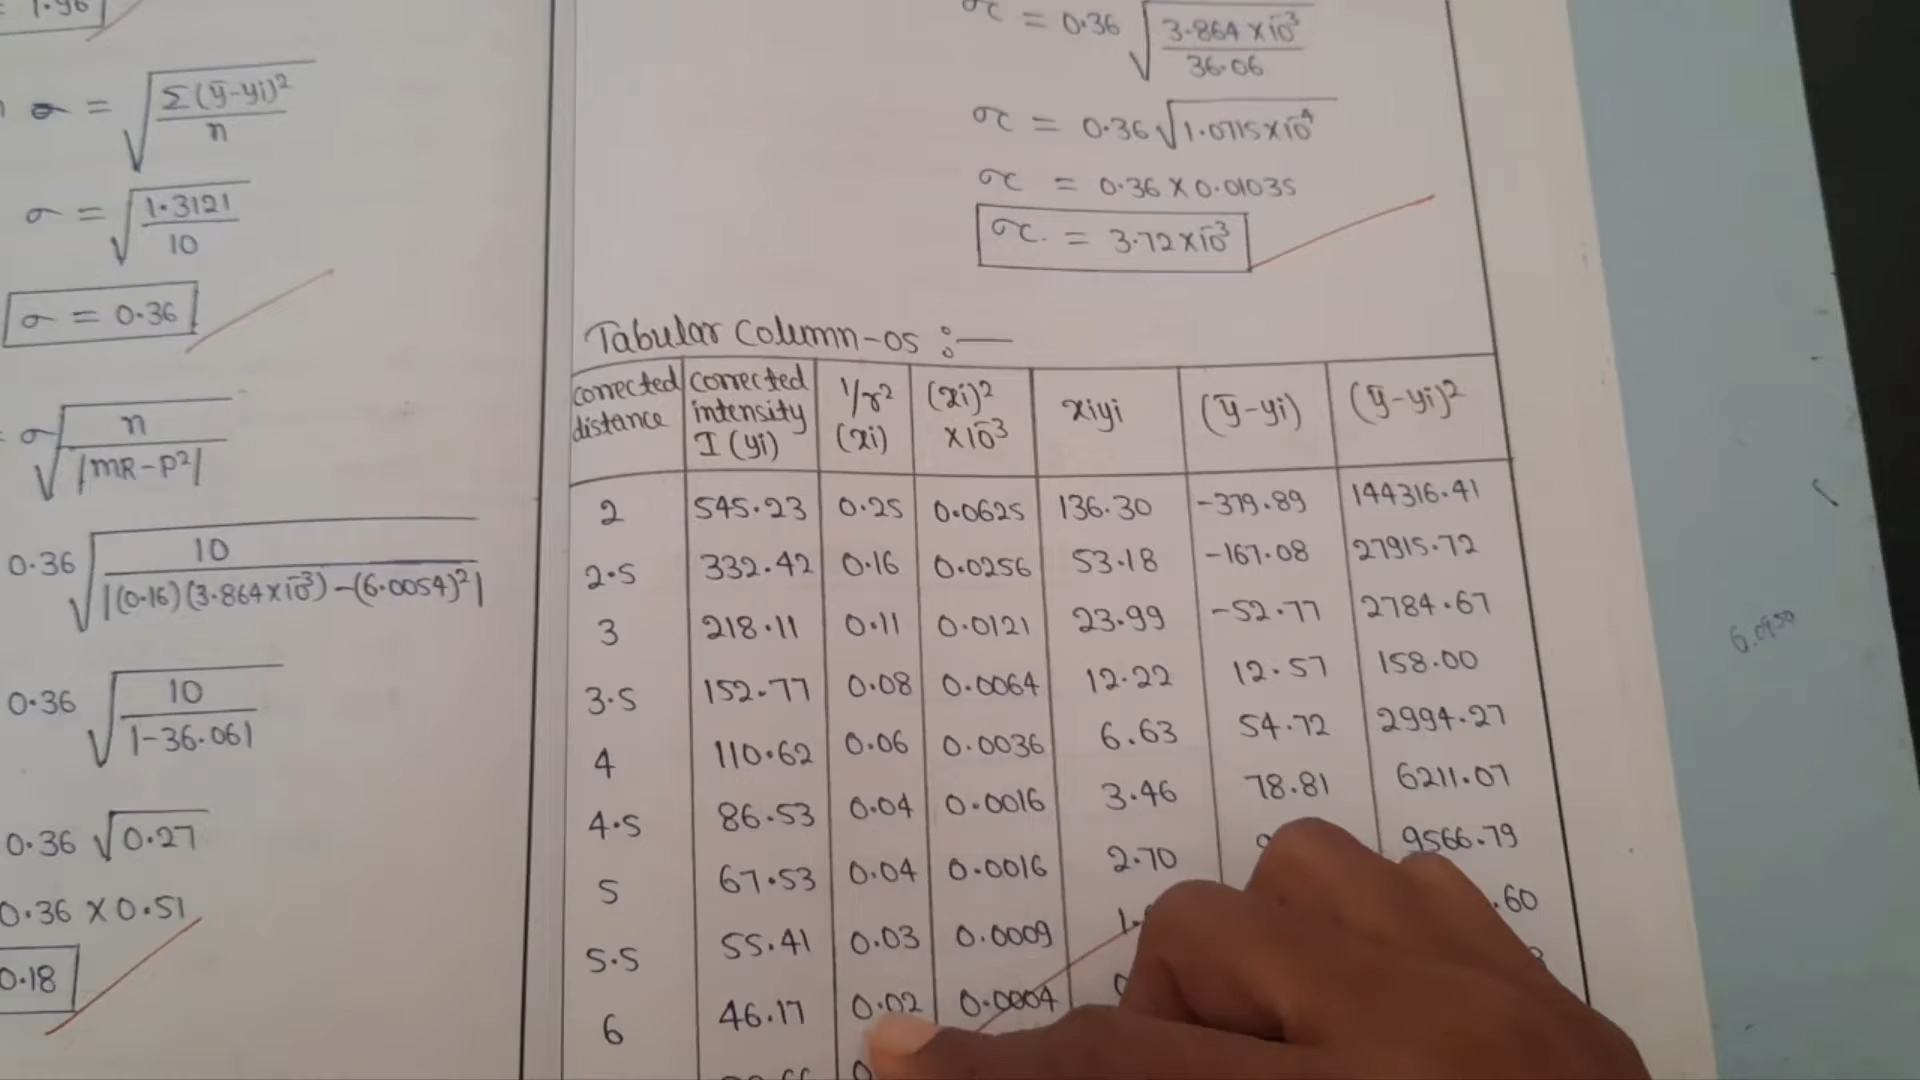 = 1.96
σ = √(Σ(ȳ-yi)² / n)
σ = √(1.3121 / 10)
σ = 0.36
= σ√(n / |mR-P²|)
0.36 √(10 / |(0.16)(3.864×10⁻³)-(6.0054)²|)
0.36 √(10 / |-36.06|)
0.36 √0.27
0.36 × 0.51
0.18
σc = 0.36 √(3.864×10⁻³ / 36.06)
σc = 0.36 √1.0715×10⁻⁴
σc = 0.36 × 0.01035
σc. = 3.72×10⁻³
Tabular Column-05 :—
corrected distance | corrected intensity I (yi) | 1/r² (xi) | (xi)² ×10⁻³ | xiyi | (ȳ-yi) | (ȳ-yi)²
2 545.23 0.25 0.0625 136.30 -379.89 144316.41
2.5 332.42 0.16 0.0256 53.18 -167.08 27915.72
3 218.11 0.11 0.0121 23.99 -52.77 2784.67
3.5 152.77 0.08 0.0064 12.22 12.57 158.00
4 110.62 0.06 0.0036 6.63 54.72 2994.27
4.5 86.53 0.04 0.0016 3.46 78.81 6211.07
5 67.53 0.04 0.0016 2.70 9566.79
5.5 55.41 0.03 0.0009 .60
6 46.17 0.02 0.0004